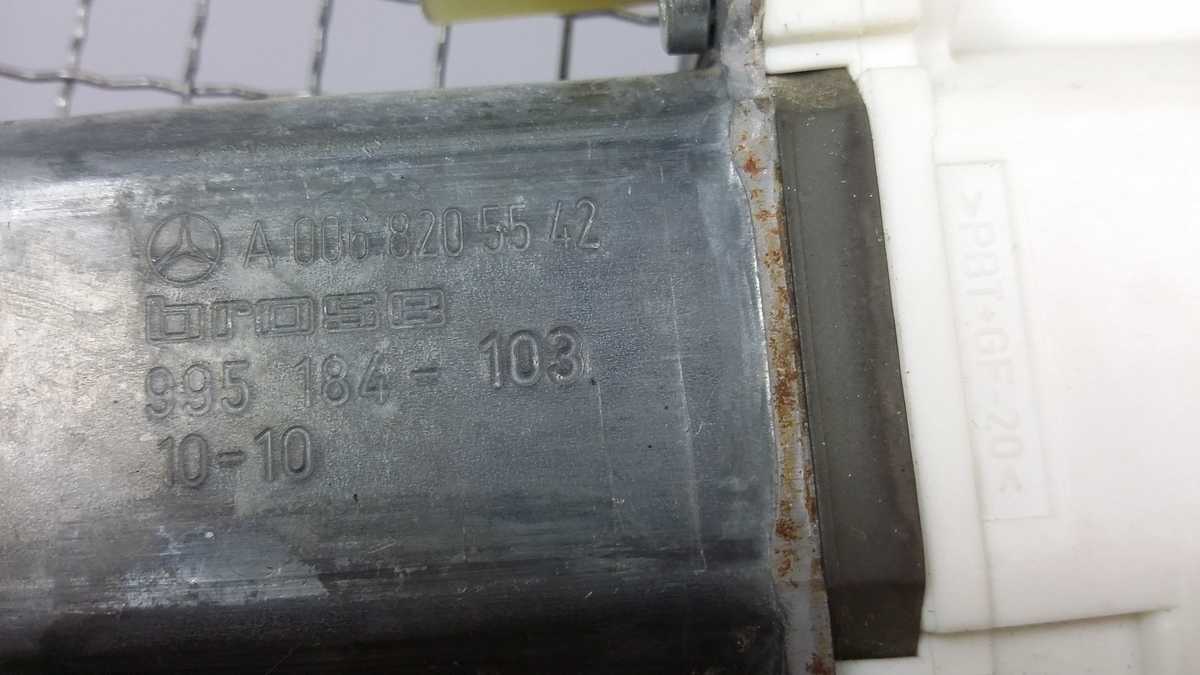 A 006 820 55 42
brose
995 184 - 103
10-10
>PBT+GF-20<